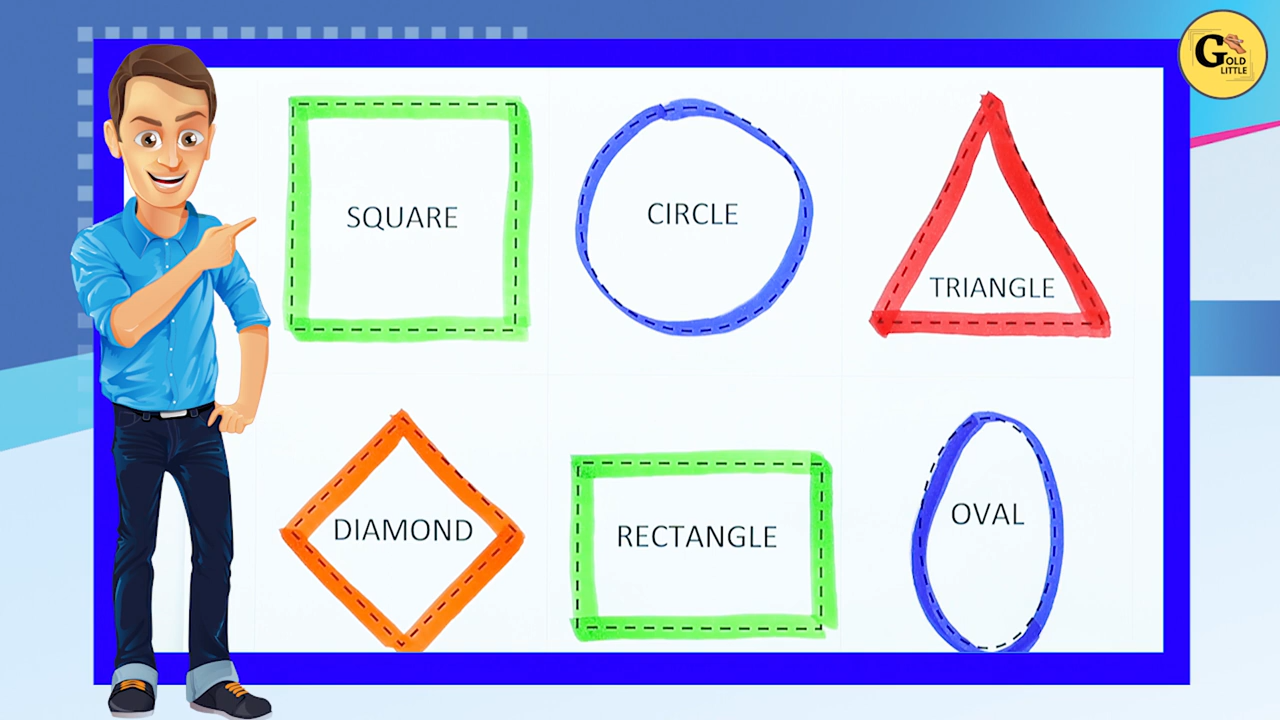 GOLD
LITTLE
SQUARE
CIRCLE
TRIANGLE
DIAMOND
RECTANGLE
OVAL